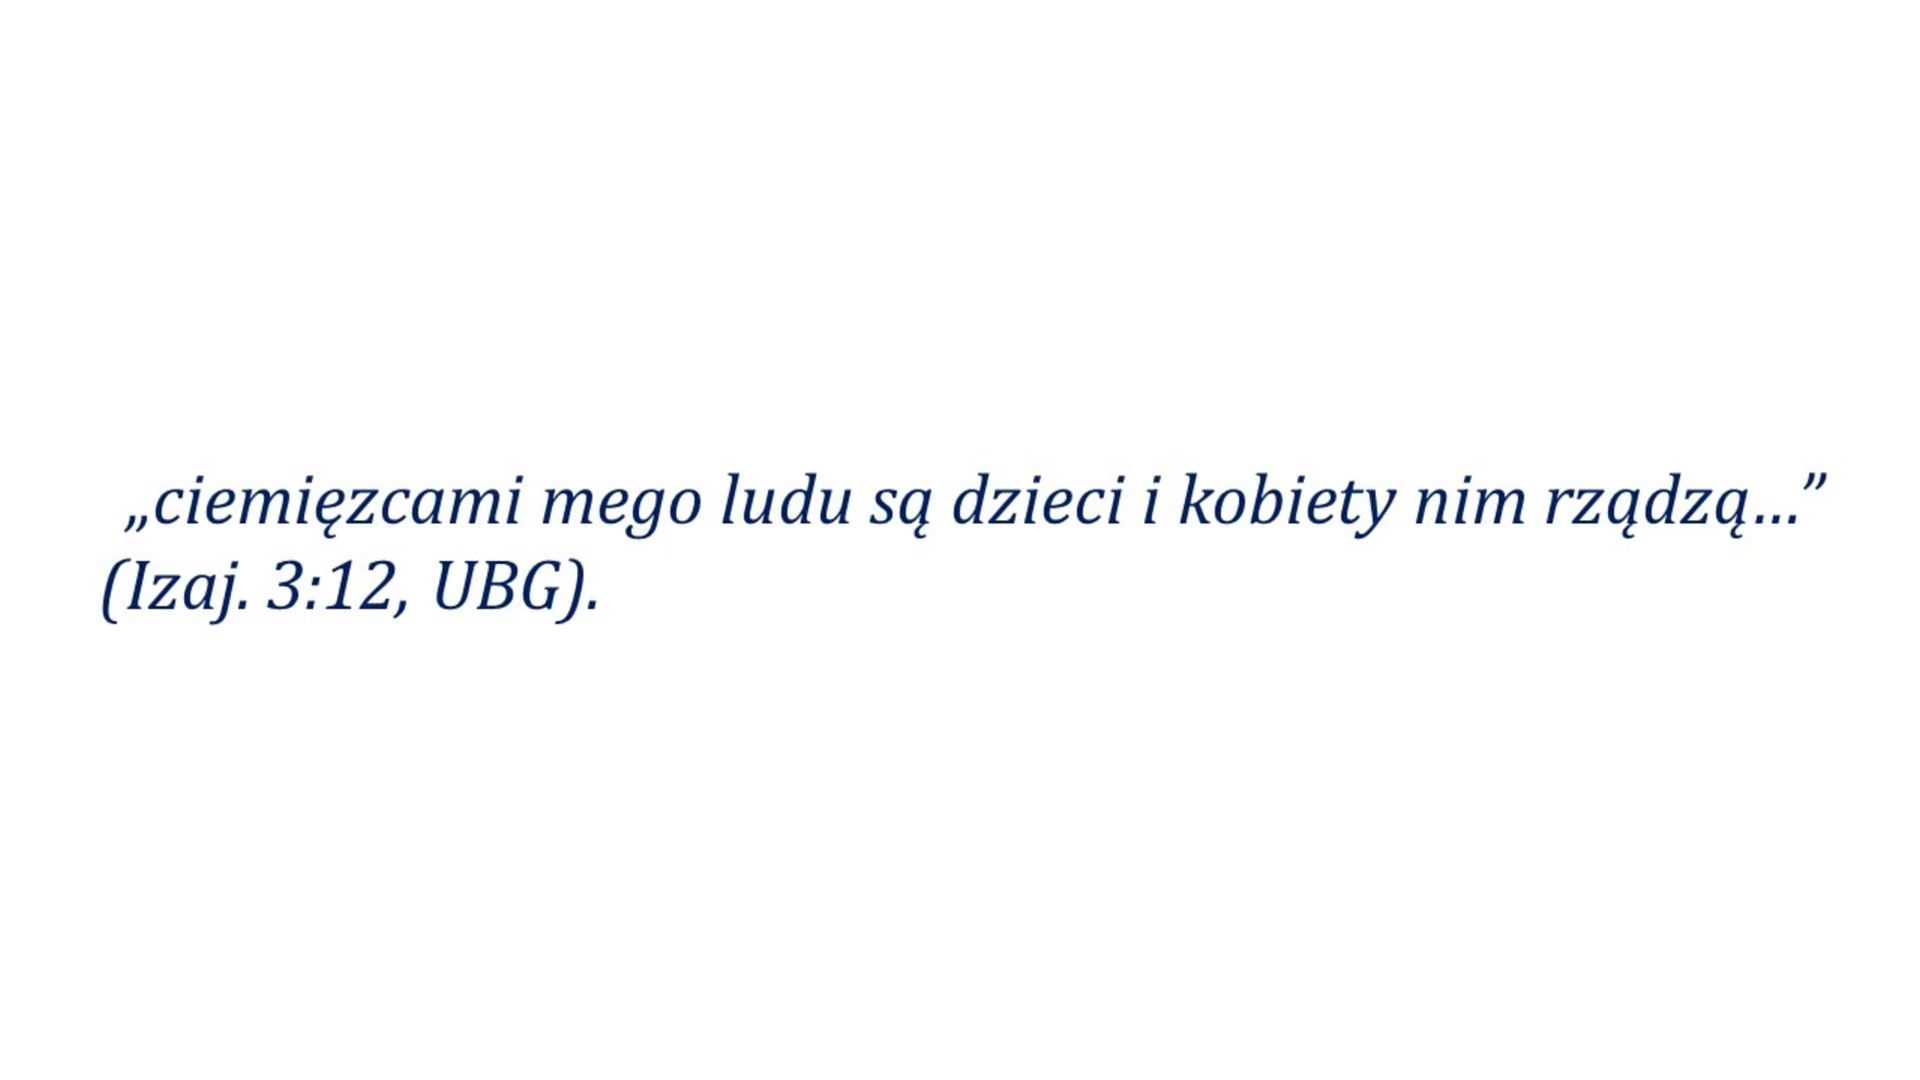 „ciemięzcami mego ludu są dzieci i kobiety nim rządzą...”
(Izaj. 3:12, UBG).